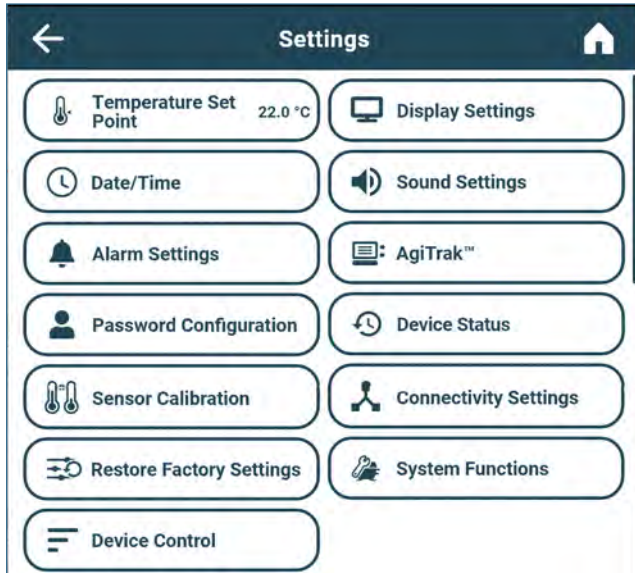 Settings
Temperature Set
Point
22.0 °C
Display Settings
Date/Time
Sound Settings
Alarm Settings
AgiTrak™
Password Configuration
Device Status
Sensor Calibration
Connectivity Settings
Restore Factory Settings
System Functions
Device Control